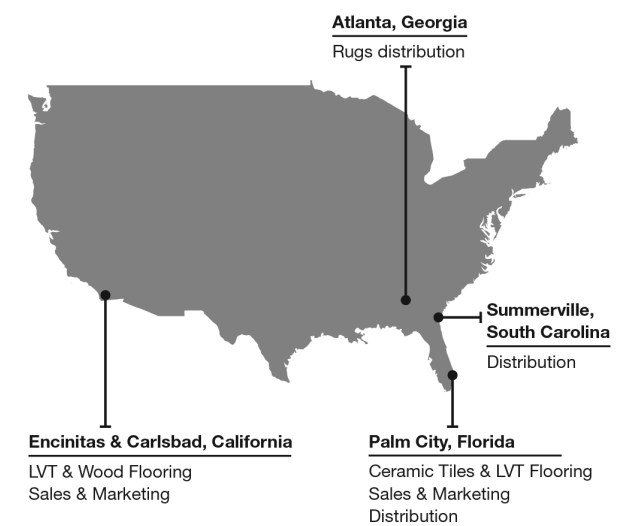 Atlanta, Georgia
Rugs distribution
Summerville,
South Carolina
Distribution
Encinitas & Carlsbad, California
LVT & Wood Flooring
Sales & Marketing
Palm City, Florida
Ceramic Tiles & LVT Flooring
Sales & Marketing
Distribution